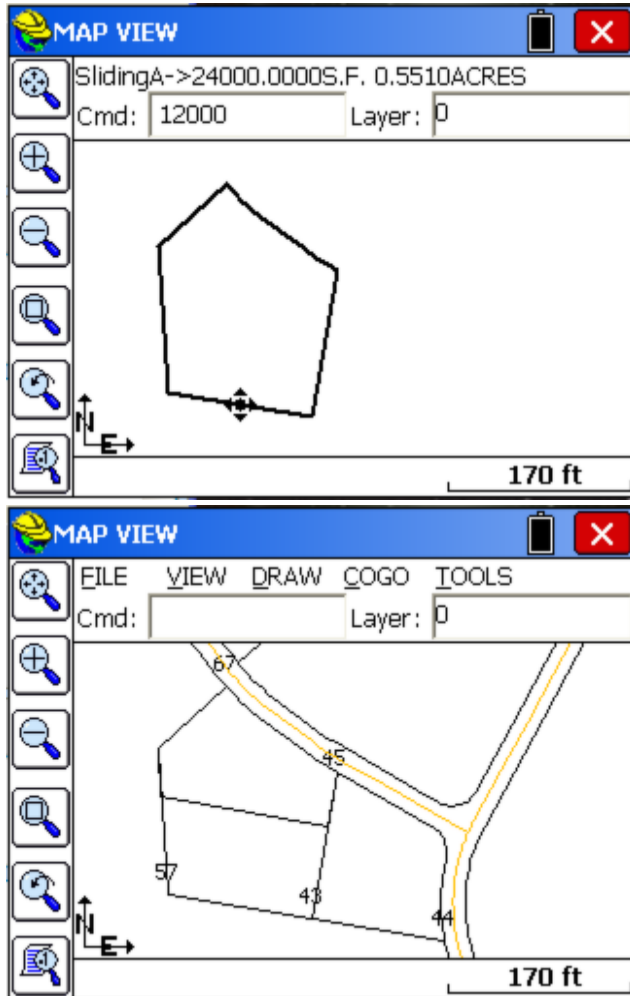 MAP VIEW
SlidingA->24000.0000S.F. 0.5510ACRES
Cmd: 12000 Layer: 0
N
E
170 ft
MAP VIEW
FILE VIEW DRAW COGO TOOLS
Cmd: Layer: 0
67
45
57
43
44
N
E
170 ft